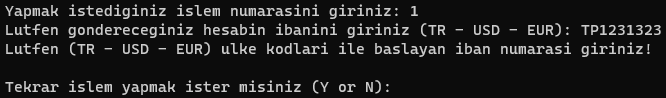 Yapmak istediginiz islem numarasini giriniz: 1
Lutfen gondereceginiz hesabin ibanini giriniz (TR - USD - EUR): TP1231323
Lutfen (TR - USD - EUR) ulke kodlari ile baslayan iban numarasi giriniz!
Tekrar islem yapmak ister misiniz (Y or N):